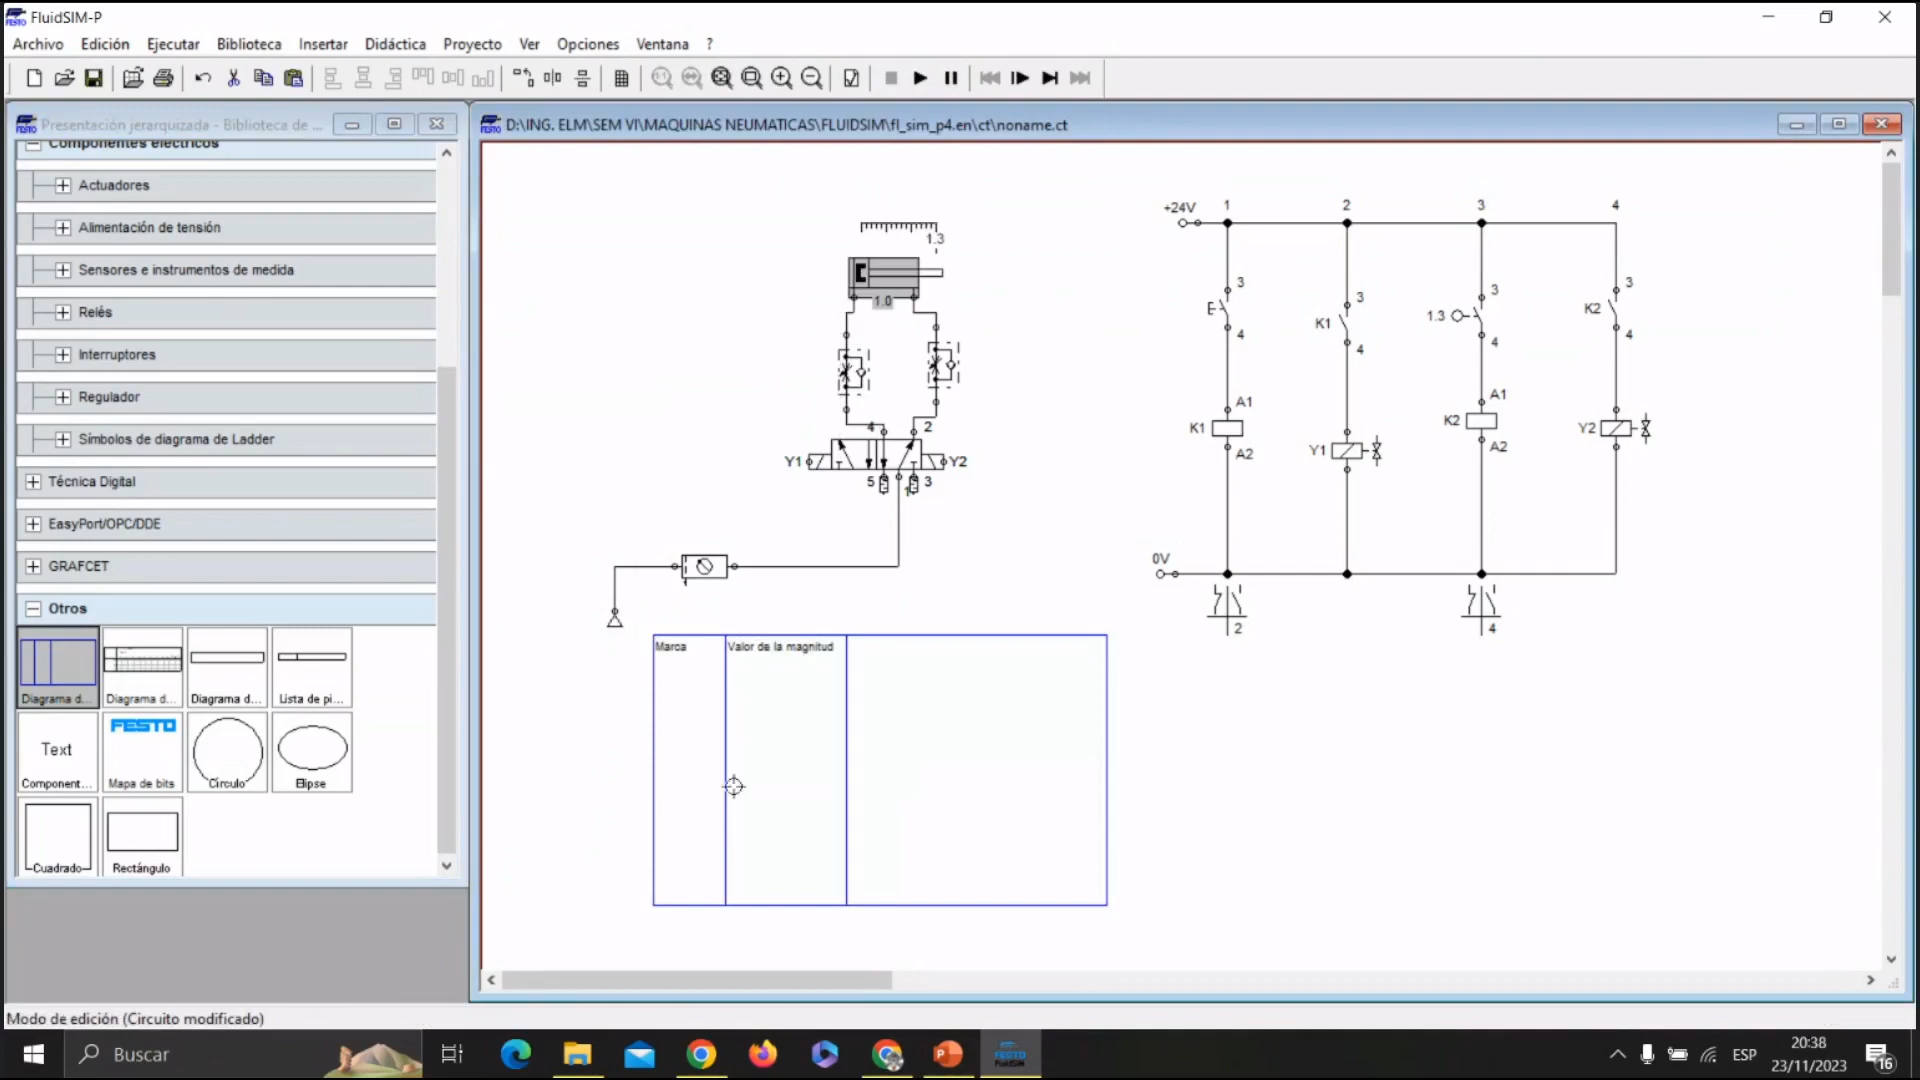 FluidSIM-P
Archivo Edición Ejecutar Biblioteca Insertar Didáctica Proyecto Ver Opciones Ventana ?
FESTO Presentación jerarquizada - Biblioteca de ...
Componentes eléctricos
Actuadores
Alimentación de tensión
Sensores e instrumentos de medida
Relés
Interruptores
Regulador
Símbolos de diagrama de Ladder
Técnica Digital
EasyPort/OPC/DDE
GRAFCET
Otros
Diagrama d... Diagrama d... Diagrama d... Lista de pi...
Text
Component...
FESTO
Mapa de bits
Círculo
Elipse
Cuadrado
Rectángulo
FESTO D:\ING. ELM\SEM VI\MAQUINAS NEUMATICAS\FLUIDSIM\fl_sim_p4.en\ct\noname.ct
1.3
1.0
4 2
Y1 Y2
5 1 3
Marca Valor de la magnitud
+24V 1 2 3 4
3 3 3 3
K1 1.3 K2
4 4 4 4
A1 A1
K1 Y1 K2 Y2
A2 A2
0V
2 4
Modo de edición (Circuito modificado)
Buscar
FESTO
ESP
20:38
23/11/2023
16